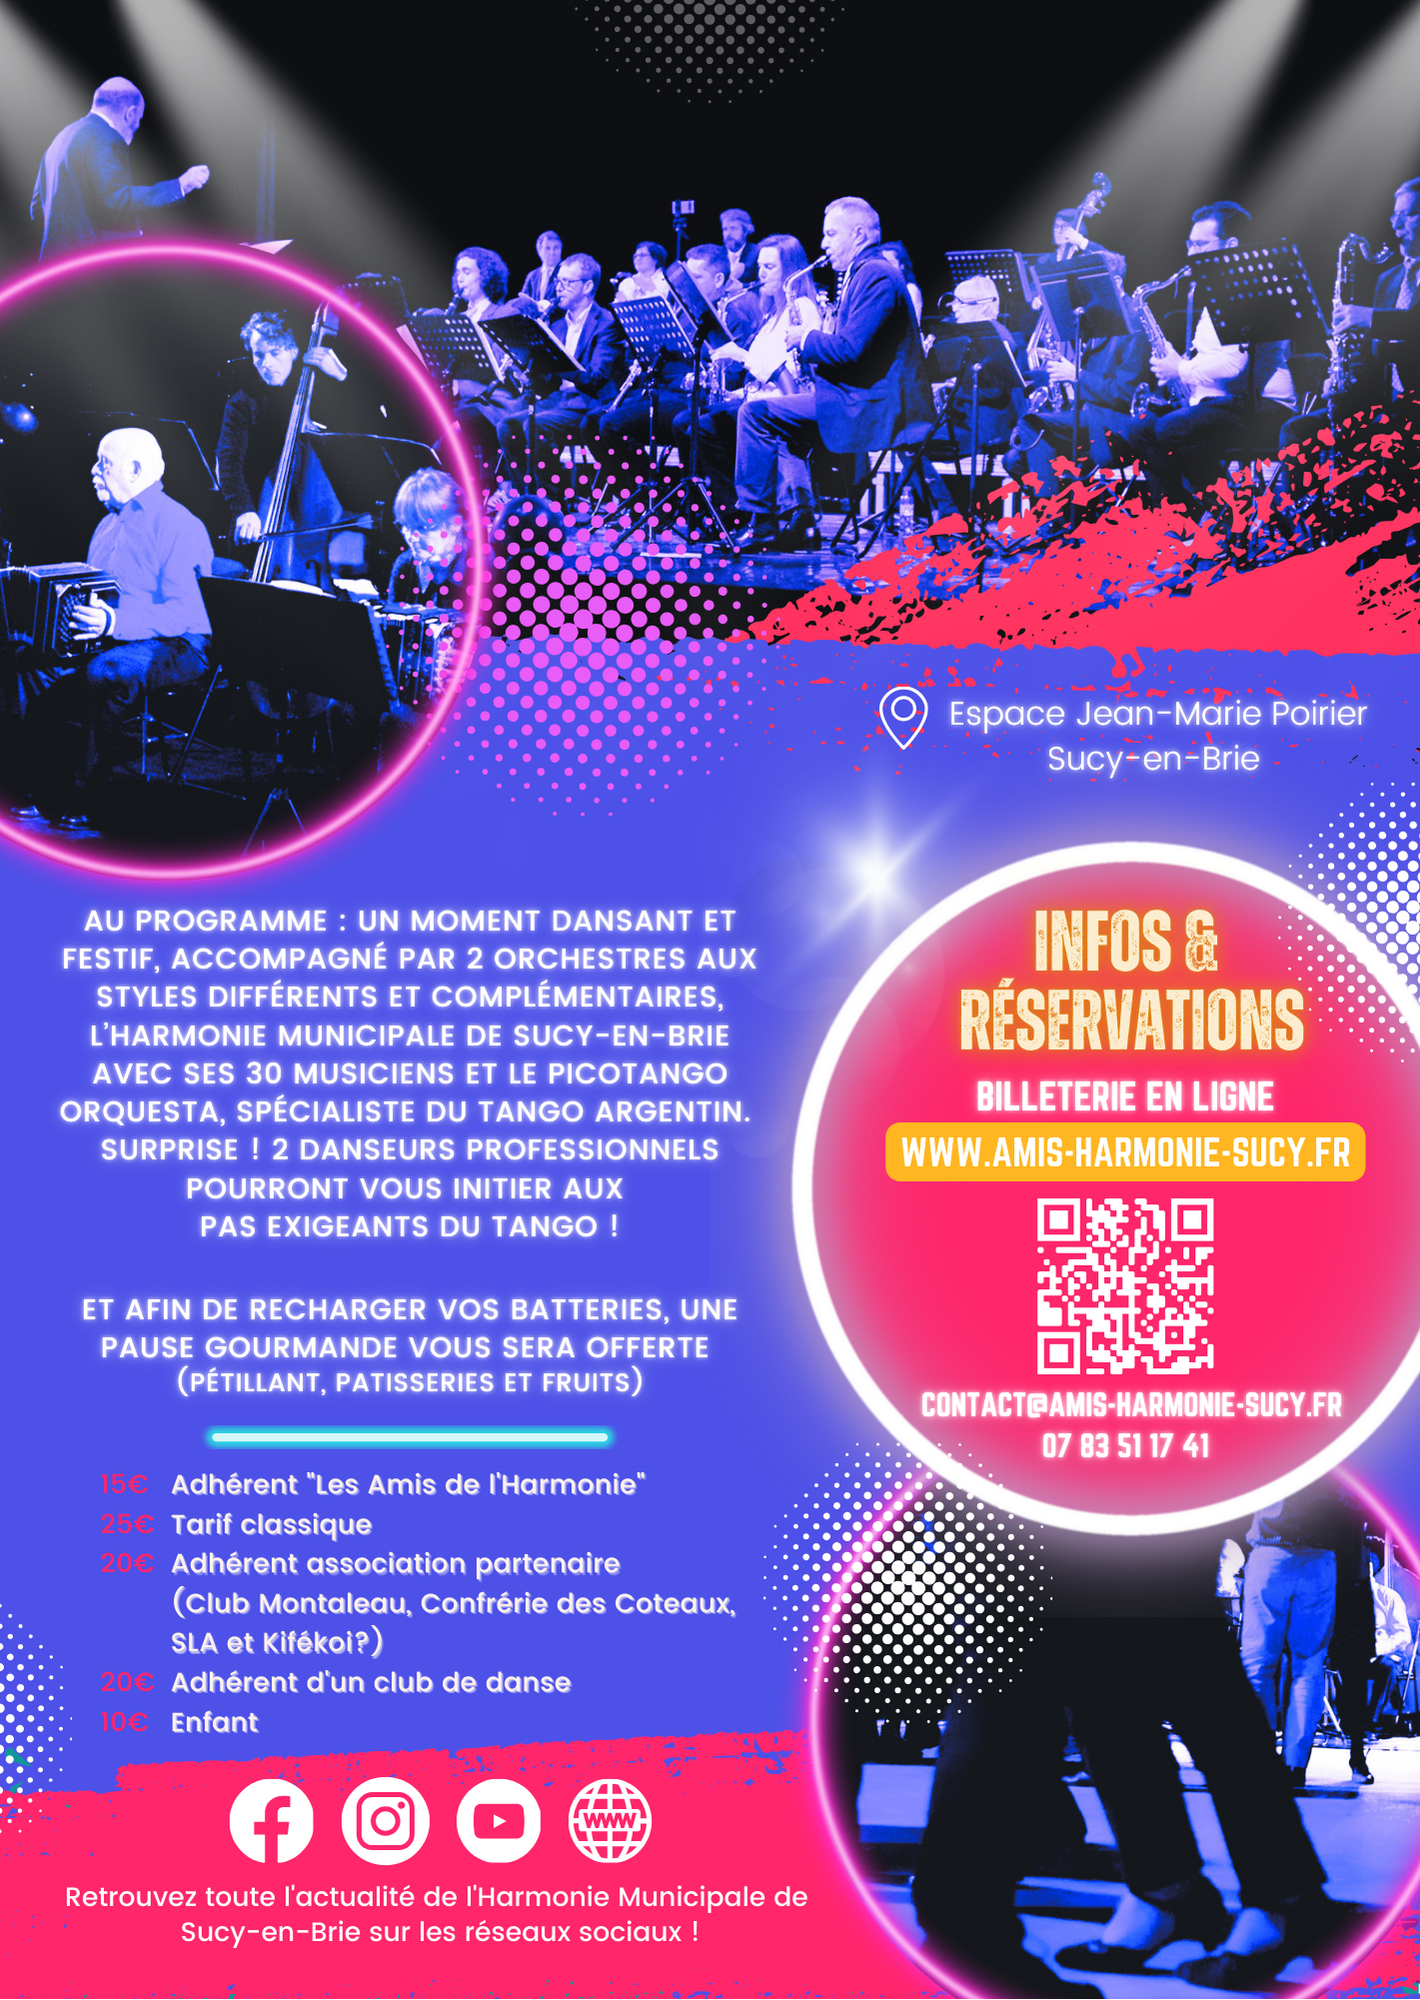 Espace Jean-Marie Poirier
Sucy-en-Brie
AU PROGRAMME : UN MOMENT DANSANT ET
FESTIF, ACCOMPAGNÉ PAR 2 ORCHESTRES AUX
STYLES DIFFÉRENTS ET COMPLÉMENTAIRES,
L'HARMONIE MUNICIPALE DE SUCY-EN-BRIE
AVEC SES 30 MUSICIENS ET LE PICOTANGO
ORQUESTA, SPÉCIALISTE DU TANGO ARGENTIN.
SURPRISE ! 2 DANSEURS PROFESSIONNELS
POURRONT VOUS INITIER AUX
PAS EXIGEANTS DU TANGO !
ET AFIN DE RECHARGER VOS BATTERIES, UNE
PAUSE GOURMANDE VOUS SERA OFFERTE
(PÉTILLANT, PATISSERIES ET FRUITS)
INFOS &
RÉSERVATIONS
BILLETERIE EN LIGNE
WWW.AMIS-HARMONIE-SUCY.FR
CONTACT@AMIS-HARMONIE-SUCY.FR
07 83 51 17 41
15€ Adhérent "Les Amis de l'Harmonie"
25€ Tarif classique
20€ Adhérent association partenaire
(Club Montaleau, Confrérie des Coteaux,
SLA et Kifékoi?)
20€ Adhérent d'un club de danse
10€ Enfant
WWW
Retrouvez toute l'actualité de l'Harmonie Municipale de
Sucy-en-Brie sur les réseaux sociaux !